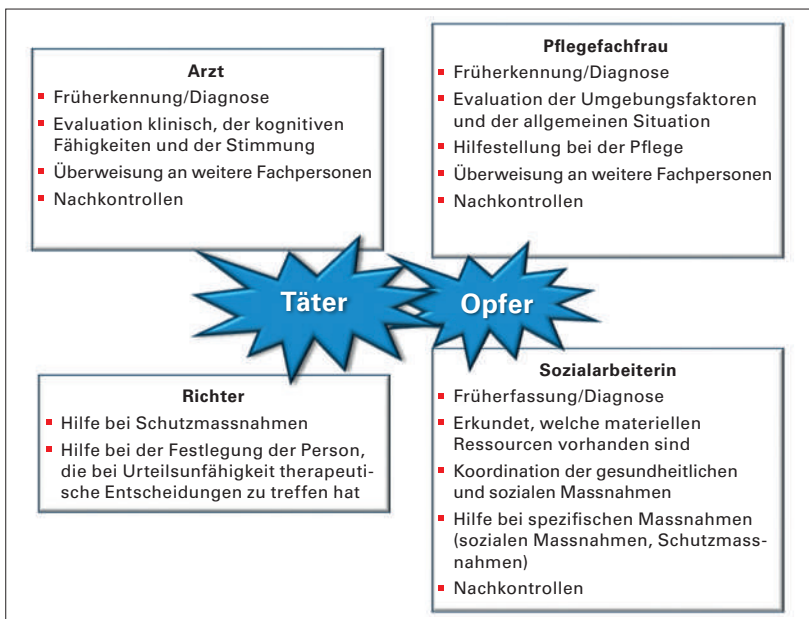 Arzt
▪ Früherkennung/Diagnose
▪ Evaluation klinisch, der kognitiven
Fähigkeiten und der Stimmung
▪ Überweisung an weitere Fachpersonen
▪ Nachkontrollen
Pflegefachfrau
▪ Früherkennung/Diagnose
▪ Evaluation der Umgebungsfaktoren
und der allgemeinen Situation
▪ Hilfestellung bei der Pflege
▪ Überweisung an weitere Fachpersonen
▪ Nachkontrollen
Täter
Opfer
Richter
▪ Hilfe bei Schutzmassnahmen
▪ Hilfe bei der Festlegung der Person,
die bei Urteilsunfähigkeit therapeuti-
sche Entscheidungen zu treffen hat
Sozialarbeiterin
▪ Früherfassung/Diagnose
▪ Erkundet, welche materiellen
Ressourcen vorhanden sind
▪ Koordination der gesundheitlichen
und sozialen Massnahmen
▪ Hilfe bei spezifischen Massnahmen
(sozialen Massnahmen, Schutzmass-
nahmen)
▪ Nachkontrollen